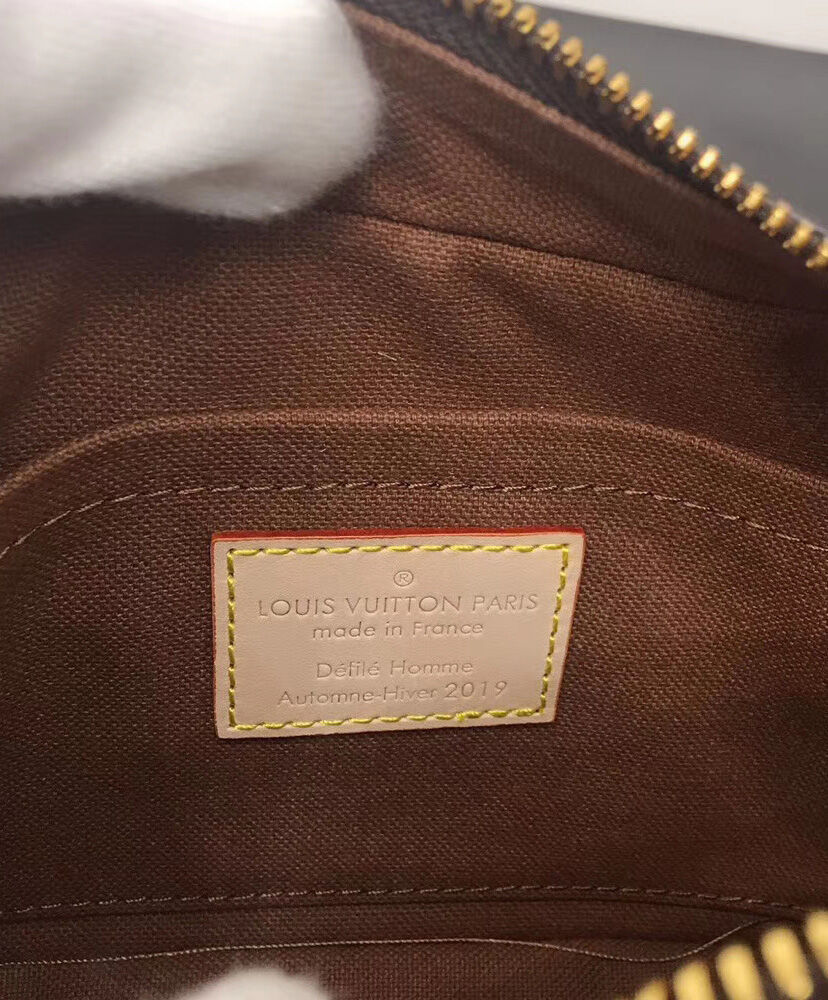 ®
LOUIS VUITTON PARIS
made in France
Défilé Homme
Automne-Hiver 2019